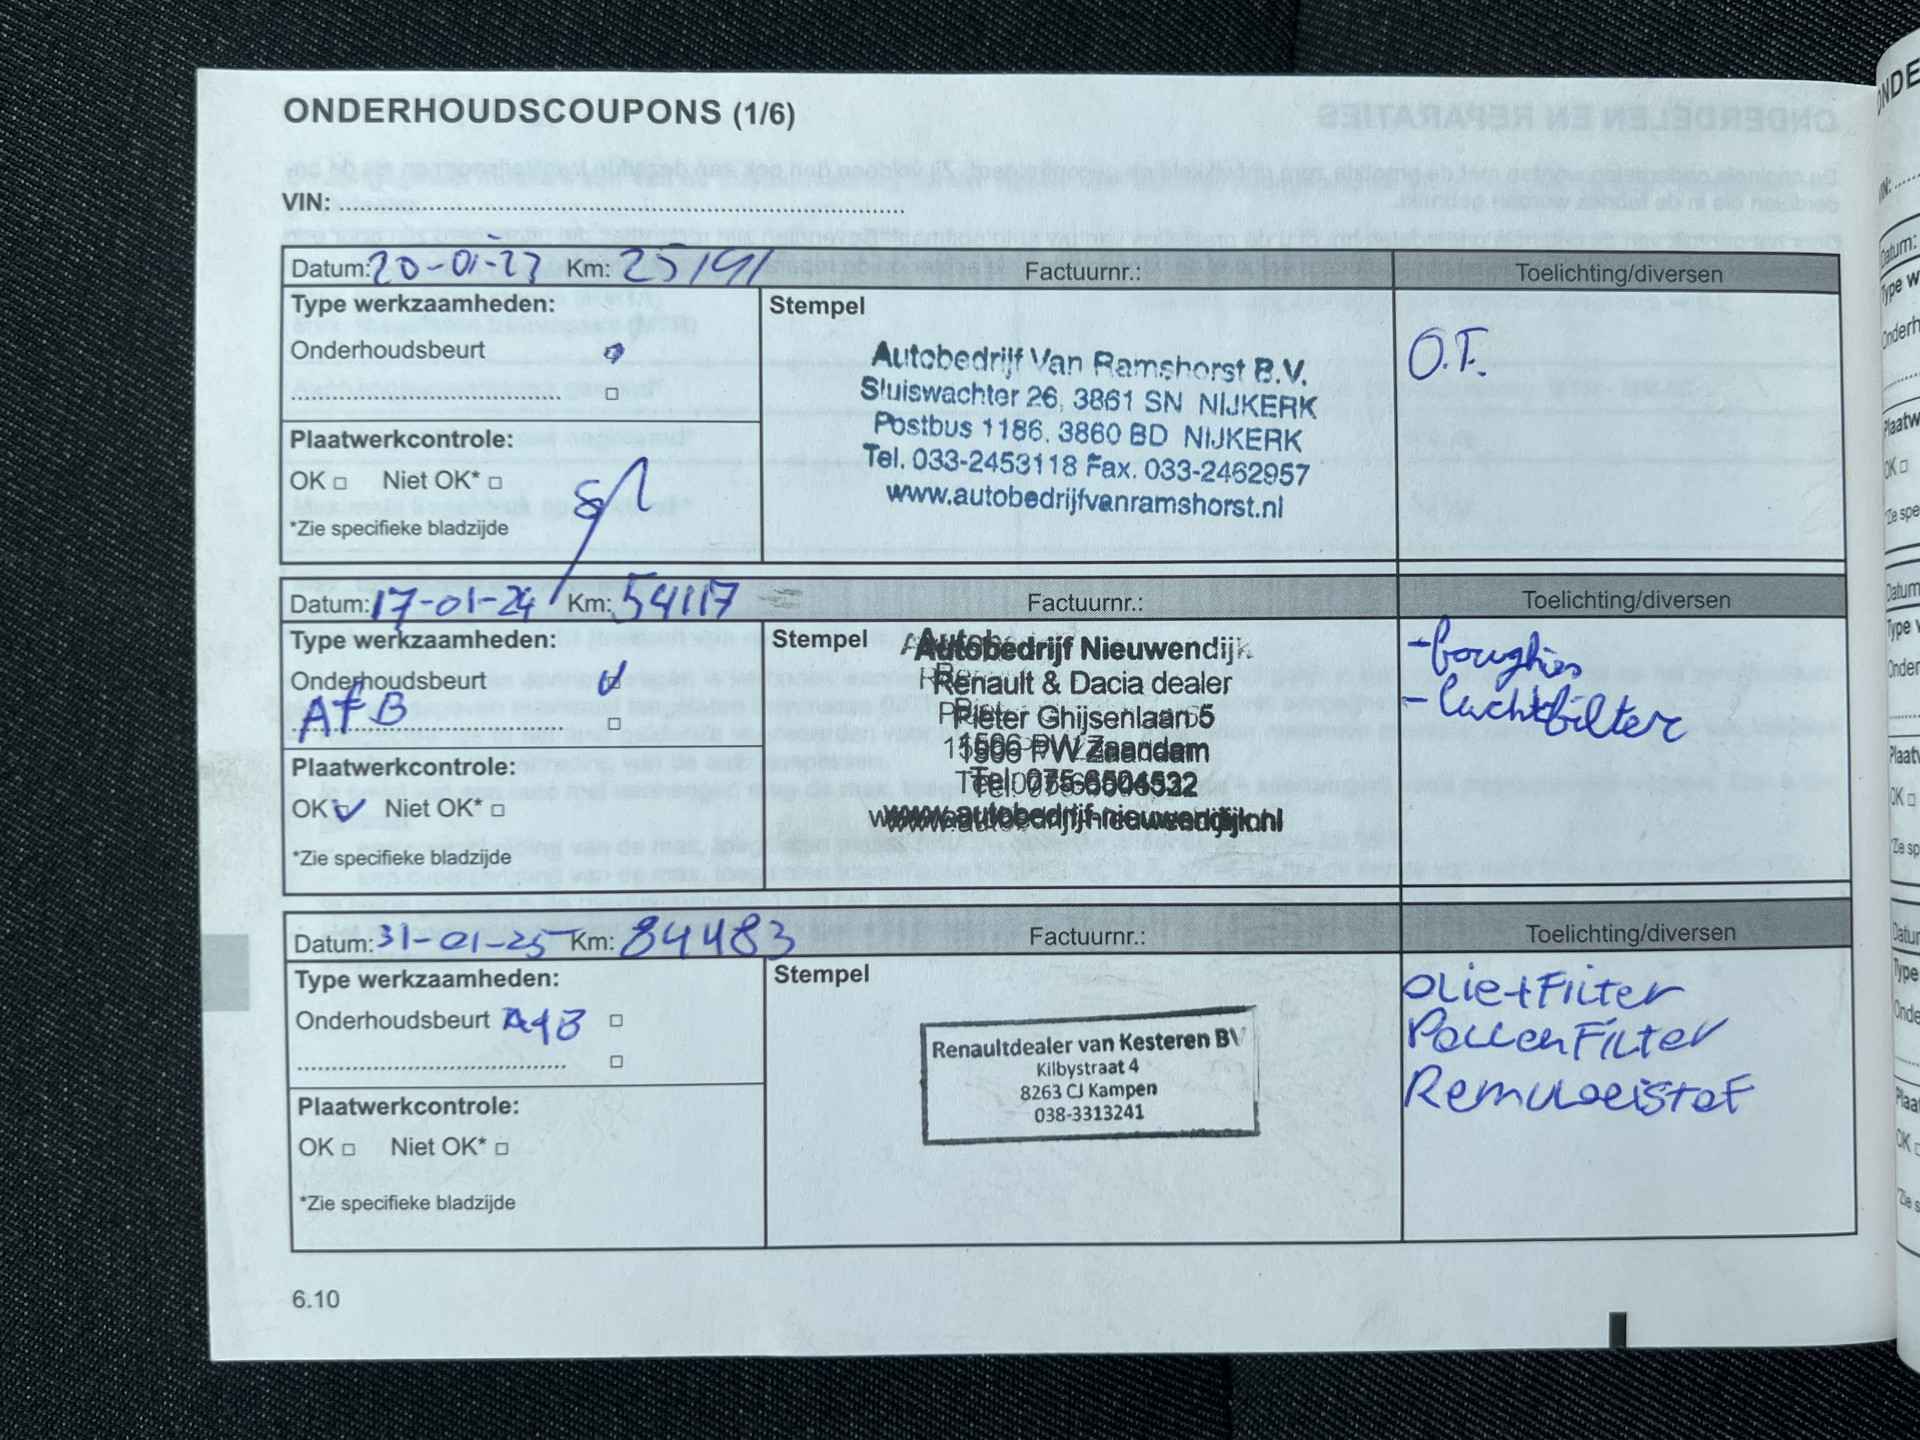 ONDERHOUDSCOUPONS (1/6)
VIN:
Datum: 20-01-23 Km: 25191 Factuurnr.: Toelichting/diversen
Type werkzaamheden: Stempel
Onderhoudsbeurt
O.T.
Autobedrijf Van Ramshorst B.V.
Sluiswachter 26, 3861 SN NIJKERK
Postbus 1186, 3860 BD NIJKERK
Tel. 033-2453118 Fax. 033-2462957
www.autobedrijfvanramshorst.nl
Plaatwerkcontrole:
OK Niet OK*
*Zie specifieke bladzijde
Datum: 17-01-24 Km: 54117 Factuurnr.: Toelichting/diversen
Type werkzaamheden: Stempel
Onderhoudsbeurt
A+B
Autobedrijf Nieuwendijk
Renault & Dacia dealer
Pieter Ghijsenlaan 5
1506 PW Zaandam
Tel. 075-6504532
www.autobedrijf-nieuwendijk.nl
-bougies
-luchtfilter
Plaatwerkcontrole:
OK Niet OK*
*Zie specifieke bladzijde
Datum: 31-01-25 Km: 84483 Factuurnr.: Toelichting/diversen
Type werkzaamheden: Stempel
Onderhoudsbeurt A+B
Renaultdealer van Kesteren BV
Kilbystraat 4
8263 CJ Kampen
038-3313241
Olie+Filter
PollenFilter
Remvloeistof
Plaatwerkcontrole:
OK Niet OK*
*Zie specifieke bladzijde
6.10